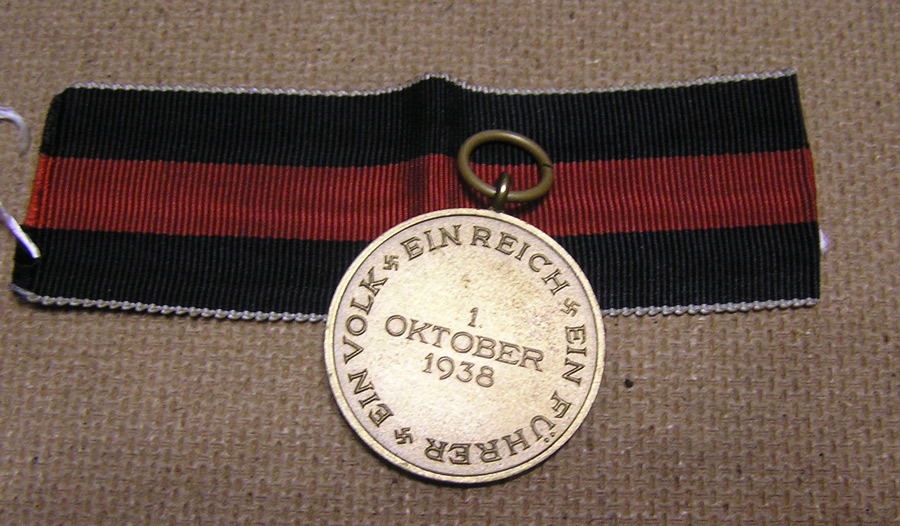 EIN VOLK EIN REICH EIN FÜHRER
1.
OKTOBER
1938